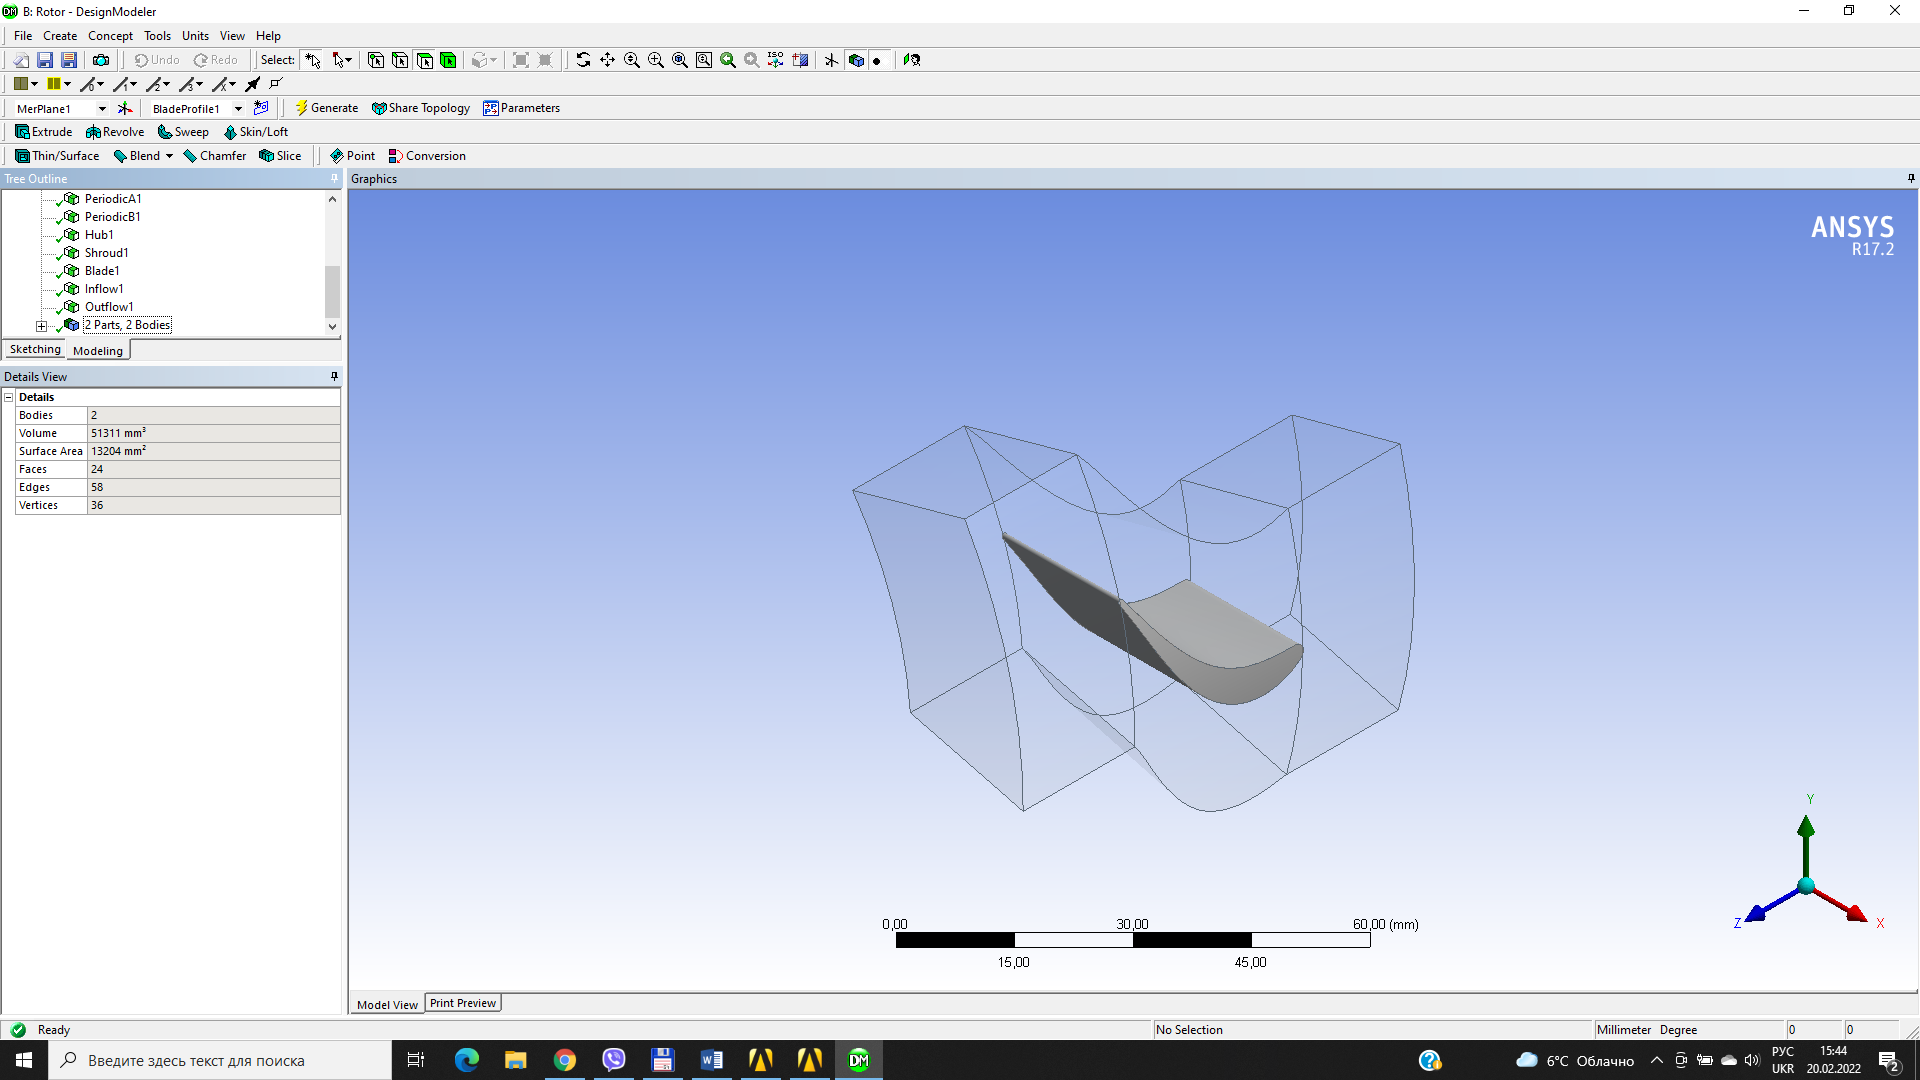 B: Rotor - DesignModeler
File Create Concept Tools Units View Help
Undo Redo Select: ISO
MerPlane1 BladeProfile1 Generate Share Topology Parameters
Extrude Revolve Sweep Skin/Loft
Thin/Surface Blend Chamfer Slice Point Conversion
Tree Outline
PeriodicA1
PeriodicB1
Hub1
Shroud1
Blade1
Inflow1
Outflow1
2 Parts, 2 Bodies
Sketching Modeling
Details View
Details
Bodies 2
Volume 51311 mm³
Surface Area 13204 mm²
Faces 24
Edges 58
Vertices 36
Graphics
ANSYS
R17.2
0,00 30,00 60,00 (mm)
15,00 45,00
Y
Z X
Model View Print Preview
Ready No Selection Millimeter Degree 0 0
Введите здесь текст для поиска
W DM
6°C Облачно
РУС
UKR
15:44
20.02.2022
2